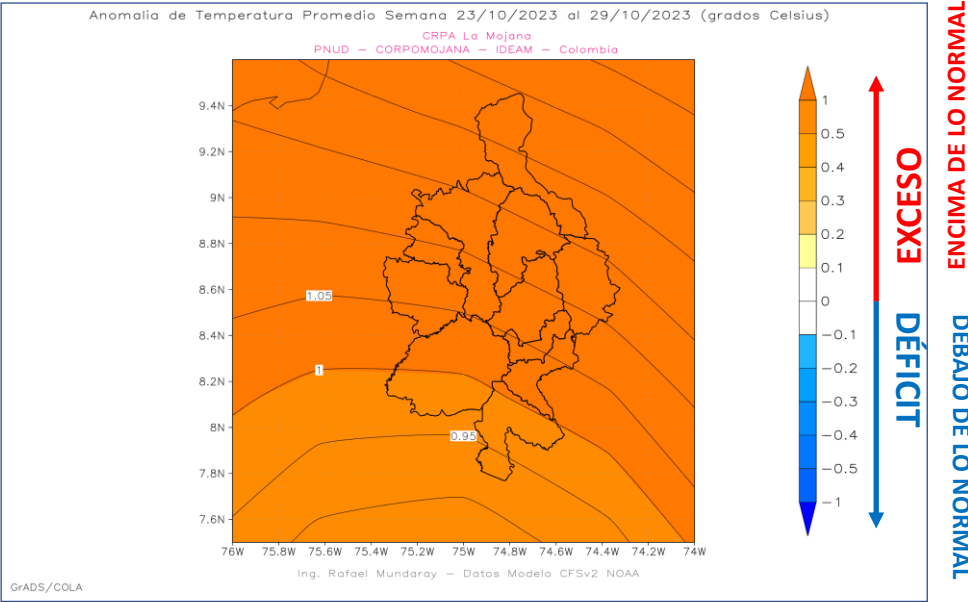 Anomalia de Temperatura Promedio Semana 23/10/2023 al 29/10/2023 (grados Celsius)
CRPA La Mojana
PNUD — CORPOMOJANA — IDEAM — Colombia
9.4N
9.2N
9N
8.8N
8.6N
8.4N
8.2N
8N
7.8N
7.6N
1.05
1
0.95
76W 75.8W 75.6W 75.4W 75.2W 75W 74.8W 74.6W 74.4W 74.2W 74W
Ing. Rafael Mundaray — Datos Modelo CFSv2 NOAA
GrADS/COLA
1
0.5
0.4
0.3
0.2
0.1
0
−0.1
−0.2
−0.3
−0.4
−0.5
−1
EXCESO
DÉFICIT
ENCIMA DE LO NORMAL
DEBAJO DE LO NORMAL